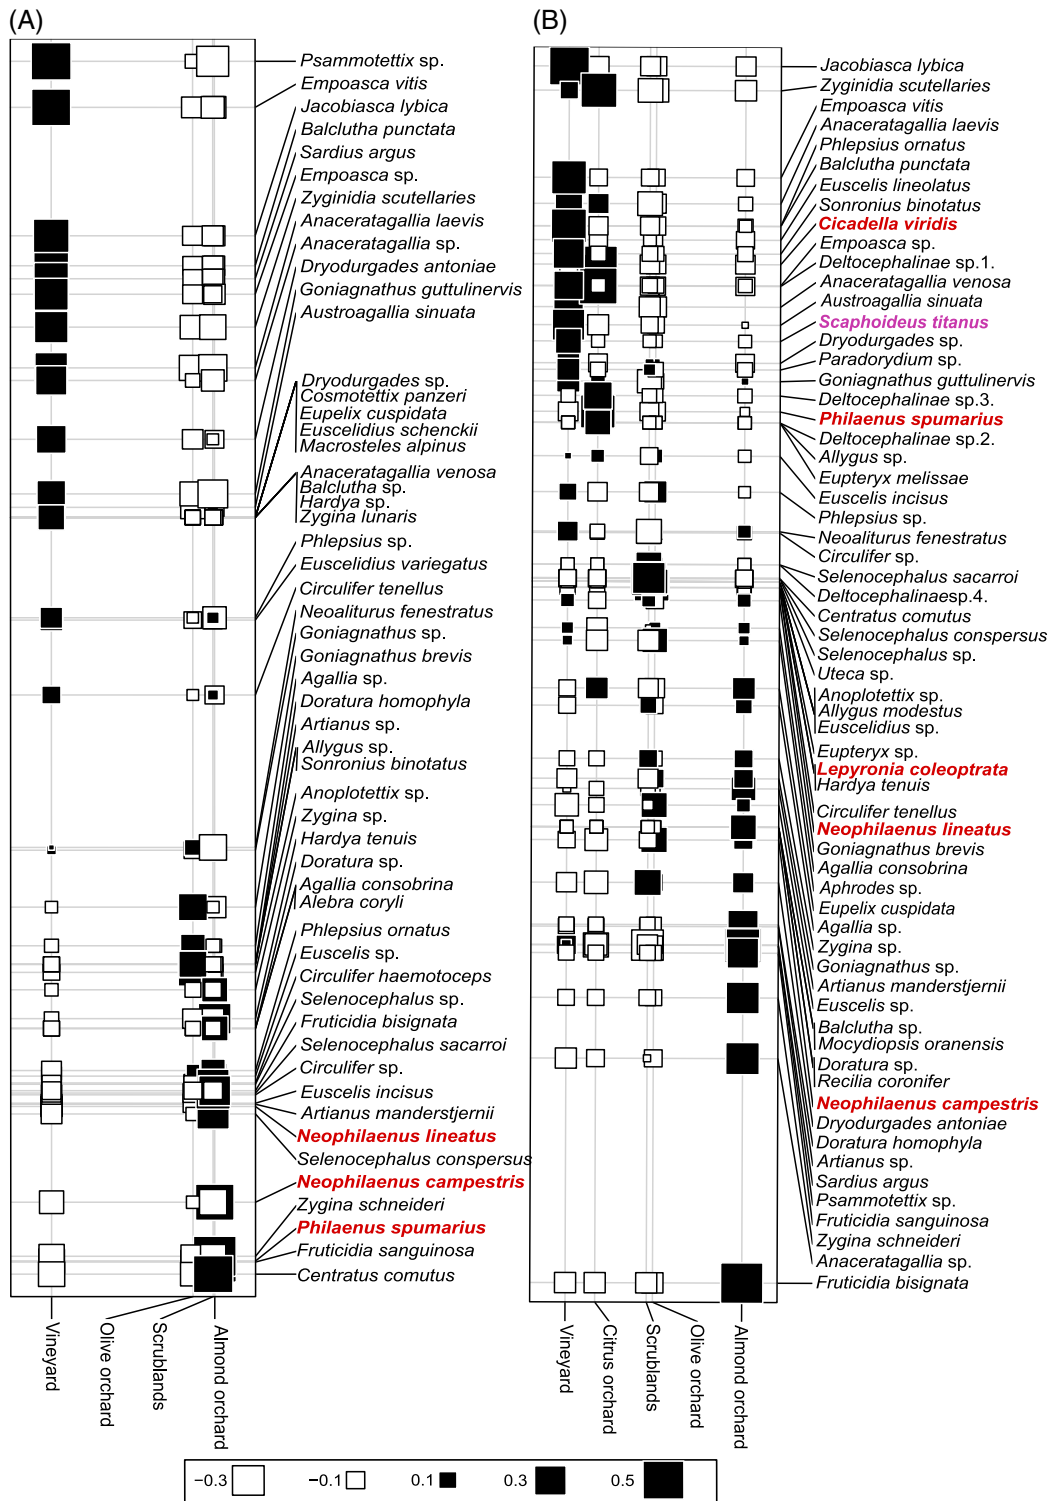 (A)
Psammotettix sp.
Empoasca vitis
Jacobiasca lybica
Balclutha punctata
Sardius argus
Empoasca sp.
Zyginidia scutellaries
Anaceratagallia laevis
Anaceratagallia sp.
Dryodurgades antoniae
Goniagnathus guttulinervis
Austroagallia sinuata
Dryodurgades sp.
Cosmotettix panzeri
Eupelix cuspidata
Euscelidius schenckii
Macrosteles alpinus
Anaceratagallia venosa
Balclutha sp.
Hardya sp.
Zygina lunaris
Phlepsius sp.
Euscelidius variegatus
Circulifer tenellus
Neoaliturus fenestratus
Goniagnathus sp.
Goniagnathus brevis
Agallia sp.
Doratura homophyla
Artianus sp.
Allygus sp.
Sonronius binotatus
Anoplotettix sp.
Zygina sp.
Hardya tenuis
Doratura sp.
Agallia consobrina
Alebra coryli
Phlepsius ornatus
Euscelis sp.
Circulifer haemotoceps
Selenocephalus sp.
Fruticidia bisignata
Selenocephalus sacarroi
Circulifer sp.
Euscelis incisus
Artianus manderstjernii
Neophilaenus lineatus
Selenocephalus conspersus
Neophilaenus campestris
Zygina schneideri
Philaenus spumarius
Fruticidia sanguinosa
Centratus comutus
Vineyard
Olive orchard
Scrublands
Almond orchard
(B)
Jacobiasca lybica
Zyginidia scutellaries
Empoasca vitis
Anaceratagallia laevis
Phlepsius ornatus
Balclutha punctata
Euscelis lineolatus
Sonronius binotatus
Cicadella viridis
Empoasca sp.
Deltocephalinae sp.1.
Anaceratagallia venosa
Austroagallia sinuata
Scaphoideus titanus
Dryodurgades sp.
Paradorydium sp.
Goniagnathus guttulinervis
Deltocephalinae sp.3.
Philaenus spumarius
Deltocephalinae sp.2.
Allygus sp.
Eupteryx melissae
Euscelis incisus
Phlepsius sp.
Neoaliturus fenestratus
Circulifer sp.
Selenocephalus sacarroi
Deltocephalinaesp.4.
Centratus comutus
Selenocephalus conspersus
Selenocephalus sp.
Uteca sp.
Anoplotettix sp.
Allygus modestus
Euscelidius sp.
Eupteryx sp.
Lepyronia coleoptrata
Hardya tenuis
Circulifer tenellus
Neophilaenus lineatus
Goniagnathus brevis
Agallia consobrina
Aphrodes sp.
Eupelix cuspidata
Agallia sp.
Zygina sp.
Goniagnathus sp.
Artianus manderstjernii
Euscelis sp.
Balclutha sp.
Mocydiopsis oranensis
Doratura sp.
Recilia coronifer
Neophilaenus campestris
Dryodurgades antoniae
Doratura homophyla
Artianus sp.
Sardius argus
Psammotettix sp.
Fruticidia sanguinosa
Zygina schneideri
Anaceratagallia sp.
Fruticidia bisignata
Vineyard
Citrus orchard
Scrublands
Olive orchard
Almond orchard
−0.3 −0.1 0.1 0.3 0.5